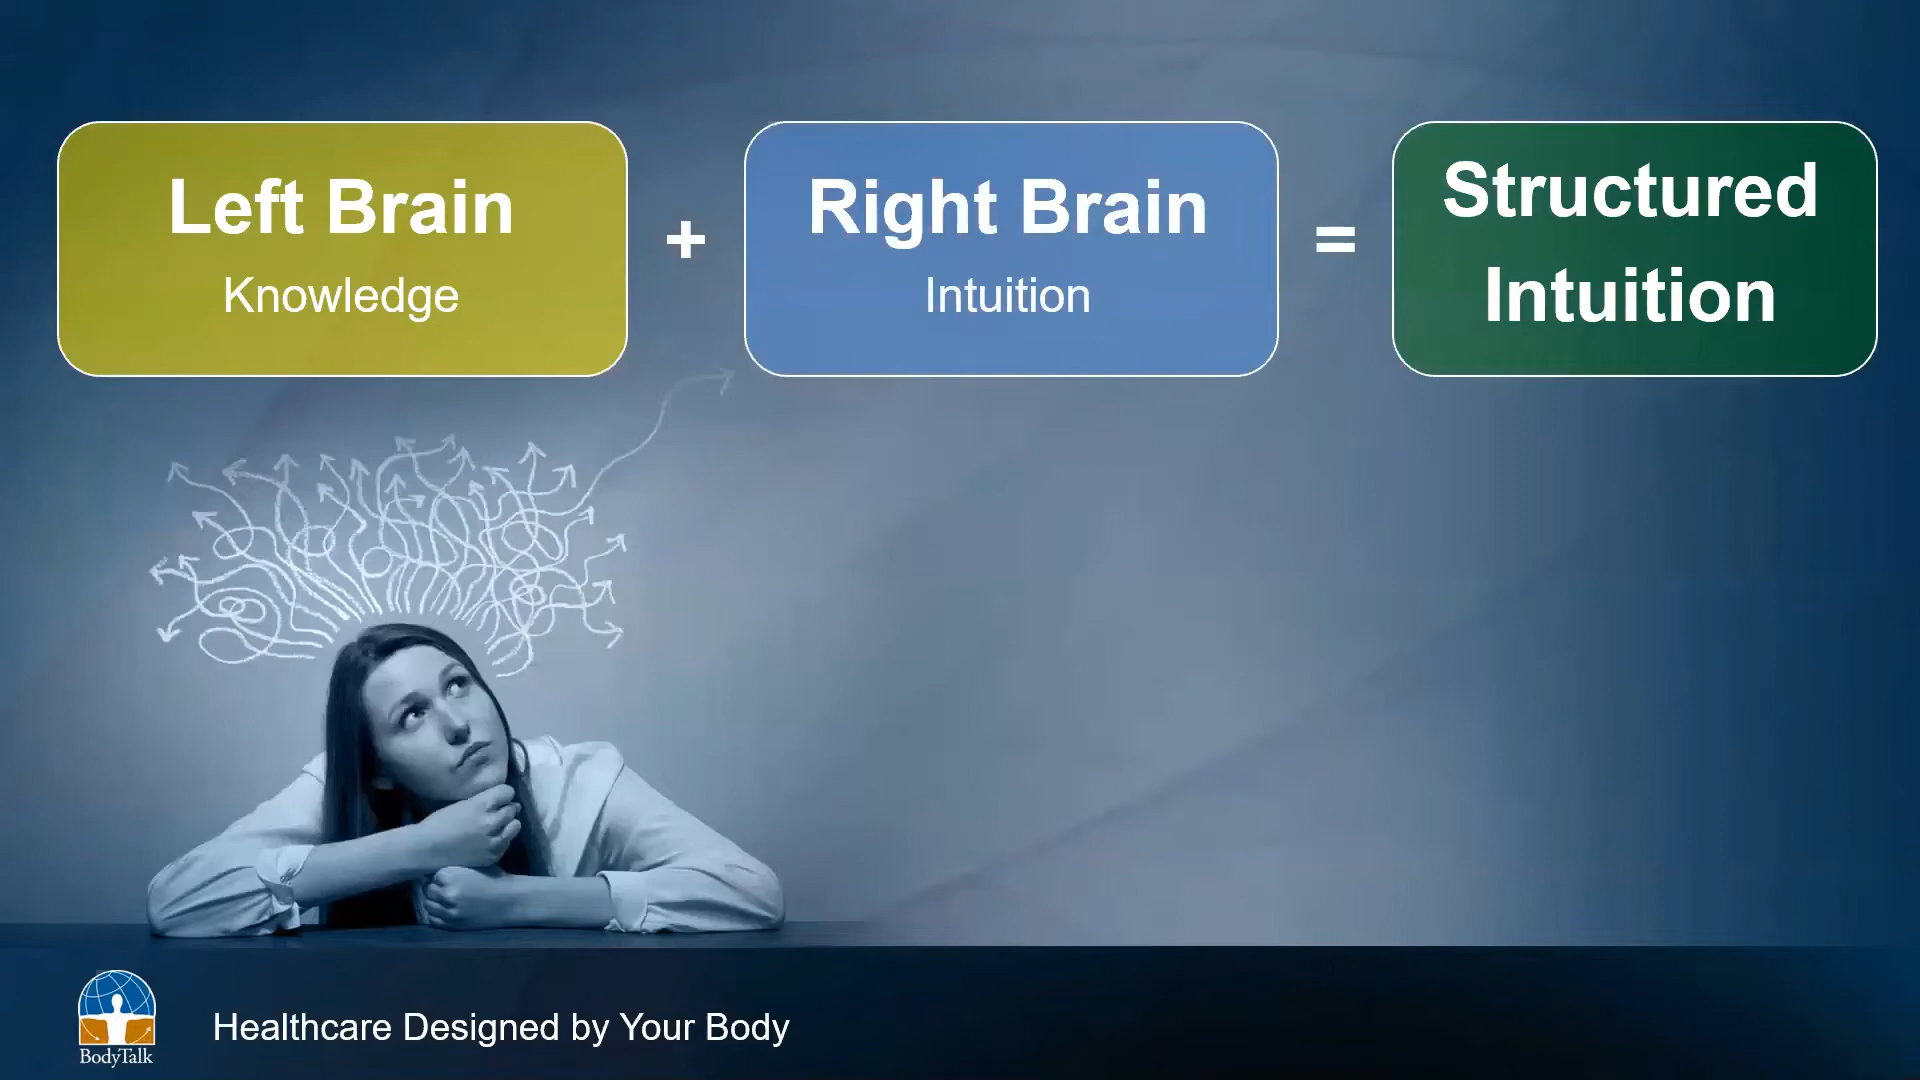 Left Brain
Knowledge
+
Right Brain
Intuition
=
Structured
Intuition
BodyTalk
Healthcare Designed by Your Body